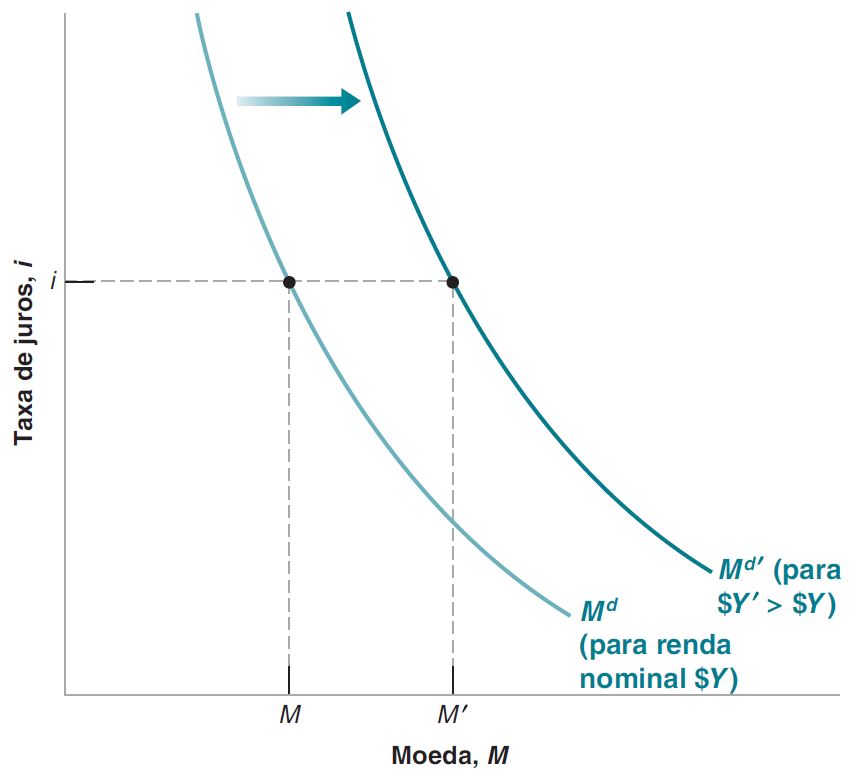 Taxa de juros, i
i
Mᵈ′ (para
$Y′ > $Y)
Mᵈ
(para renda
nominal $Y)
M
M′
Moeda, M